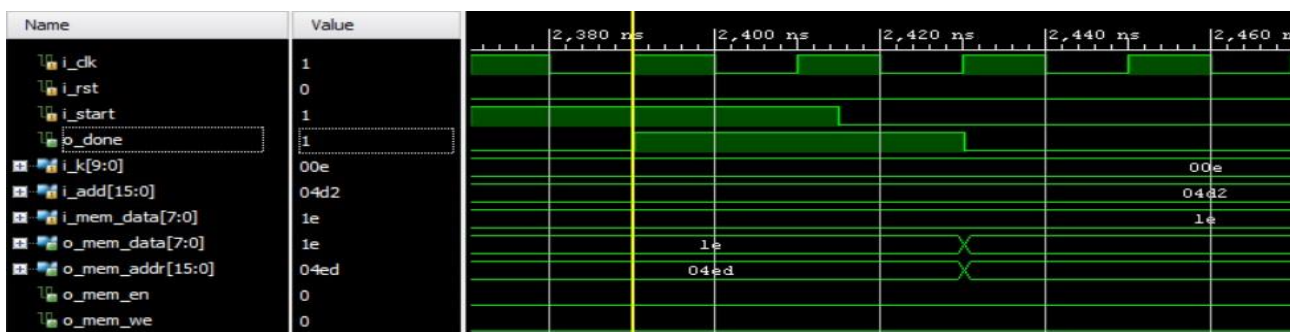 Name Value 2,380 ns 2,400 ns 2,420 ns 2,440 ns 2,460 n
i_clk 1
i_rst 0
i_start 1
o_done 1
i_k[9:0] 00e 00e
i_add[15:0] 04d2 04d2
i_mem_data[7:0] 1e 1e
o_mem_data[7:0] 1e 1e
o_mem_addr[15:0] 04ed 04ed
o_mem_en 0
o_mem_we 0